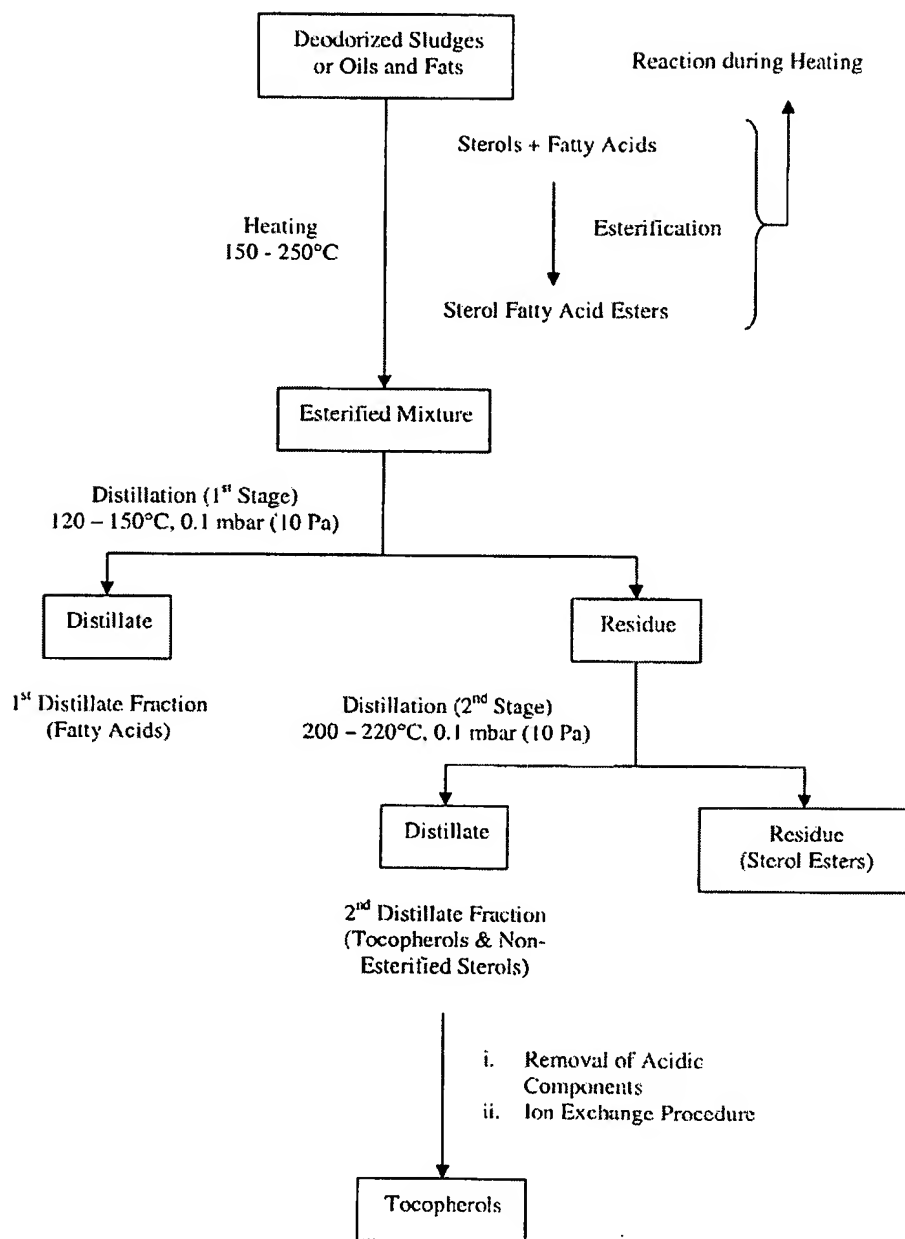 Deodorized Sludges
or Oils and Fats
Reaction during Heating
Sterols + Fatty Acids
Heating
150 - 250°C
Esterification
Sterol Fatty Acid Esters
Esterified Mixture
Distillation (1st Stage)
120 – 150°C, 0.1 mbar (10 Pa)
Distillate
Residue
1st Distillate Fraction
(Fatty Acids)
Distillation (2nd Stage)
200 – 220°C, 0.1 mbar (10 Pa)
Distillate
Residue
(Sterol Esters)
2nd Distillate Fraction
(Tocopherols & Non-
Esterified Sterols)
i. Removal of Acidic
Components
ii. Ion Exchange Procedure
Tocopherols